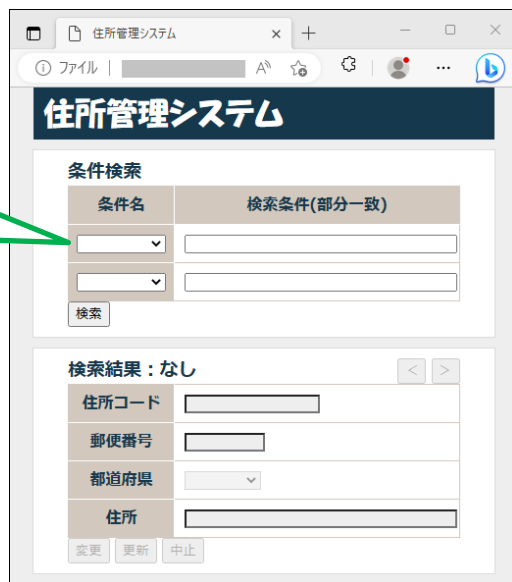 住所管理システム
ファイル
住所管理システム
条件検索
条件名 検索条件(部分一致)
検索
検索結果：なし < >
住所コード
郵便番号
都道府県
住所
変更 更新 中止